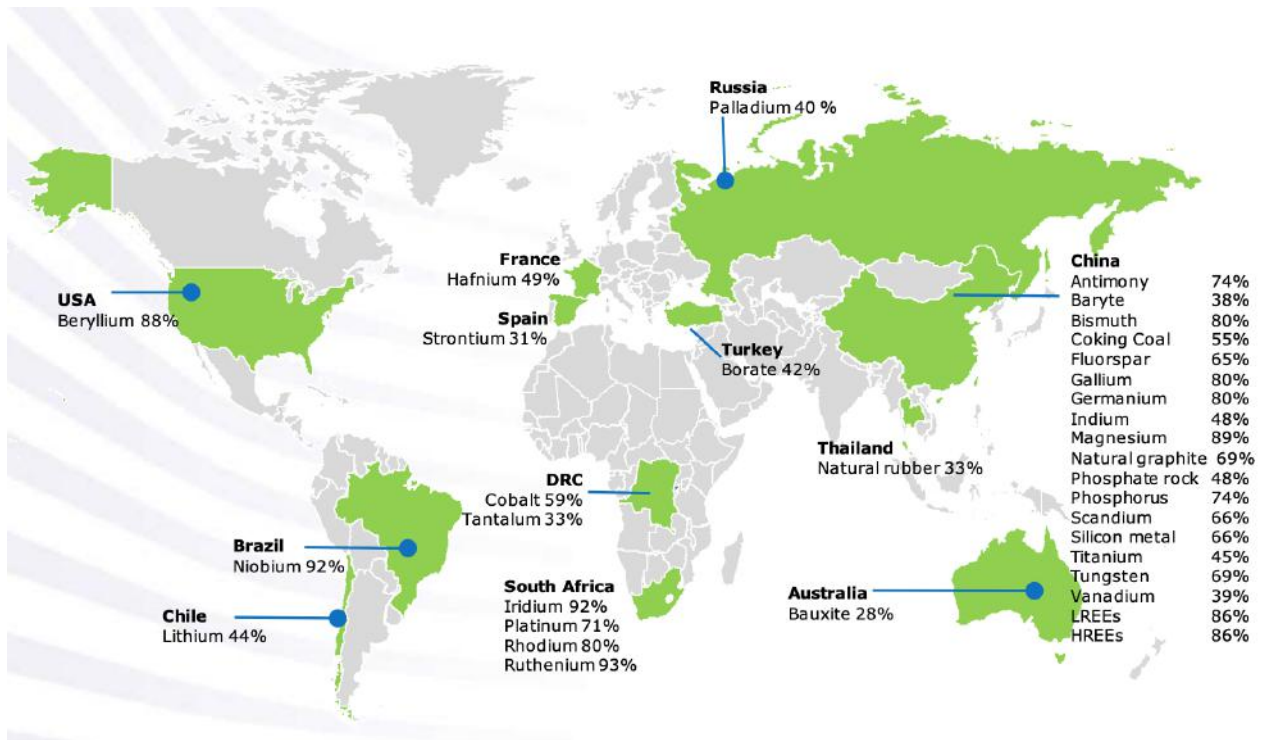 Russia
Palladium 40 %
France
Hafnium 49%
USA
Beryllium 88%
Spain
Strontium 31%
Turkey
Borate 42%
China
Antimony 74%
Baryte 38%
Bismuth 80%
Coking Coal 55%
Fluorspar 65%
Gallium 80%
Germanium 80%
Indium 48%
Magnesium 89%
Natural graphite 69%
Phosphate rock 48%
Phosphorus 74%
Scandium 66%
Silicon metal 66%
Titanium 45%
Tungsten 69%
Vanadium 39%
LREEs 86%
HREEs 86%
Thailand
Natural rubber 33%
DRC
Cobalt 59%
Tantalum 33%
Brazil
Niobium 92%
Chile
Lithium 44%
South Africa
Iridium 92%
Platinum 71%
Rhodium 80%
Ruthenium 93%
Australia
Bauxite 28%